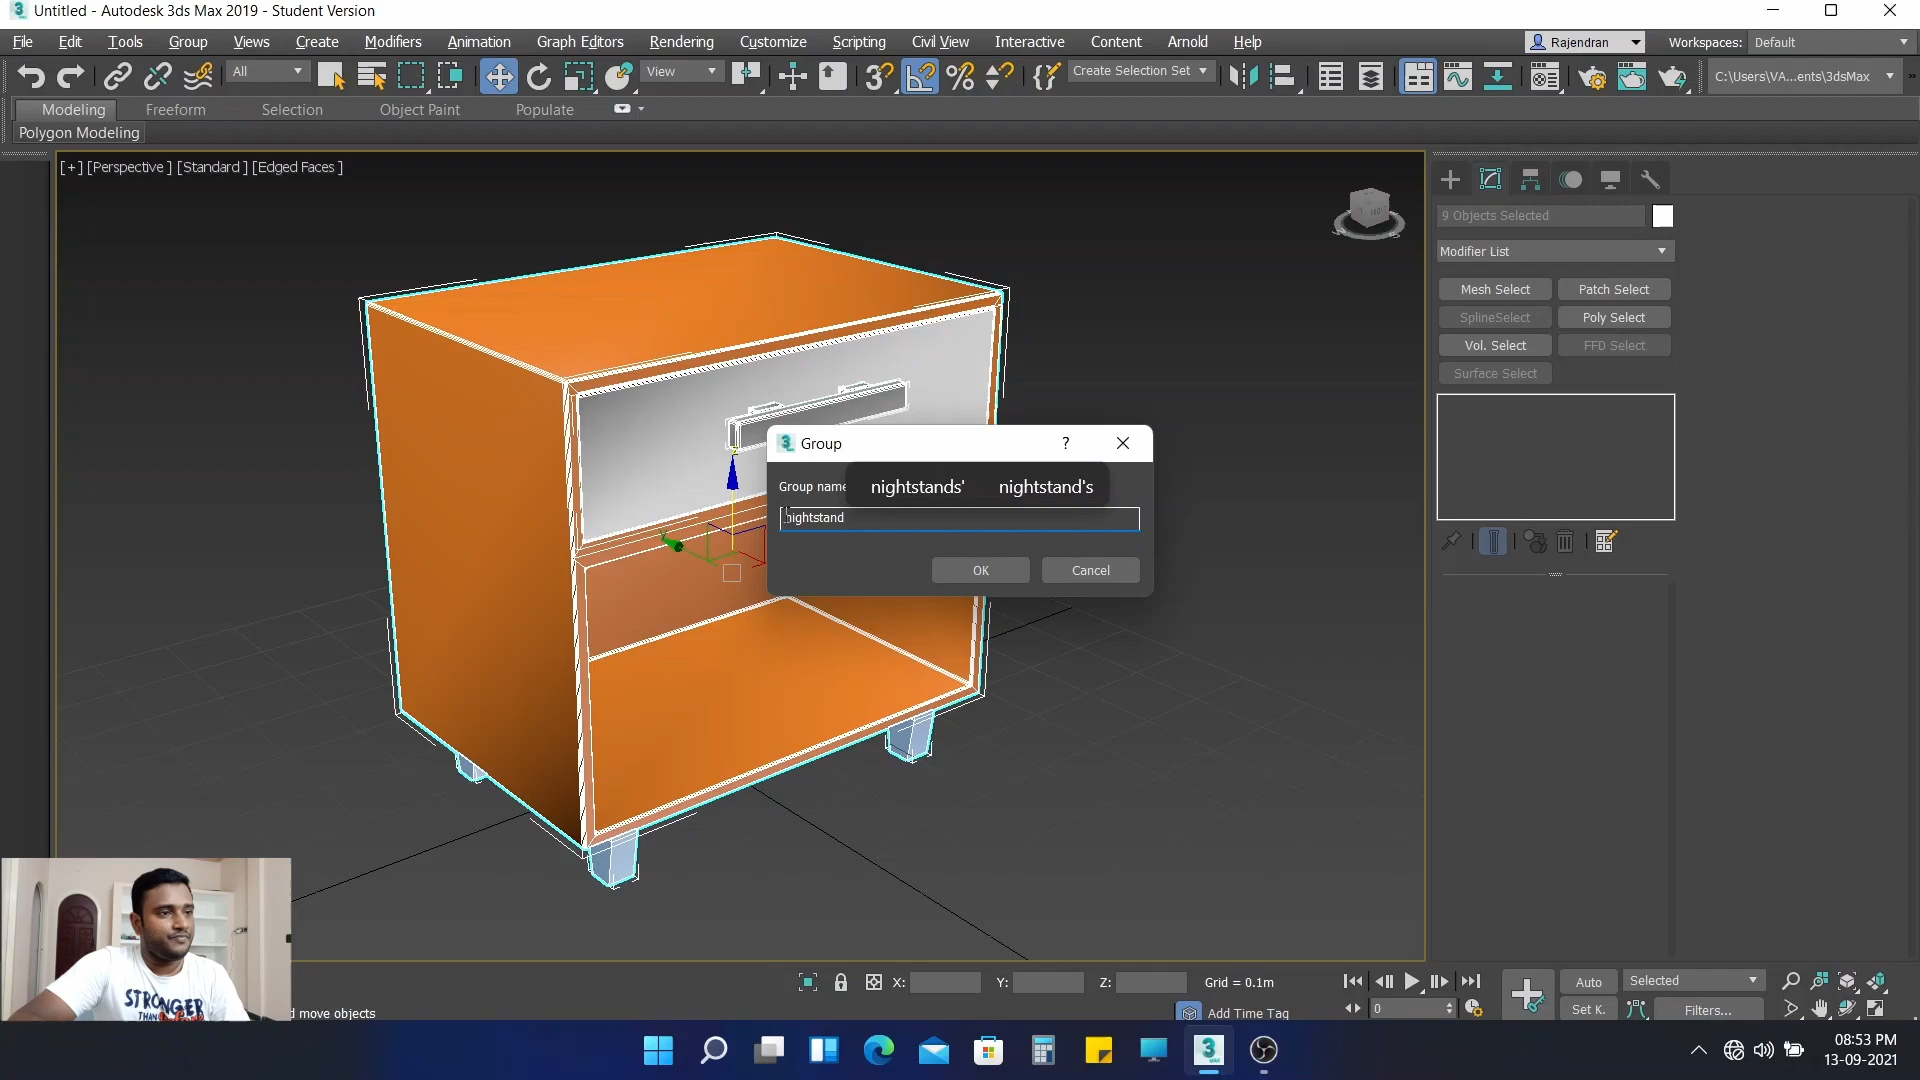 Untitled - Autodesk 3ds Max 2019 - Student Version
File Edit Tools Group Views Create Modifiers Animation Graph Editors Rendering Customize Scripting Civil View Interactive Content Arnold Help Rajendran Workspaces: Default
All View Create Selection Set C:\Users\VA...ents\3dsMax
Modeling Freeform Selection Object Paint Populate
Polygon Modeling
[+] [Perspective ] [Standard ] [Edged Faces ]
9 Objects Selected
Modifier List
Mesh Select Patch Select
SplineSelect Poly Select
Vol. Select FFD Select
Surface Select
Group ?
Group name
nightstands' nightstand's
nightstand
OK Cancel
STRONGER
THAN
X: Y: Z: Grid = 0.1m
Auto Selected
d move objects
Add Time Tag
0
Set K. Filters...
08:53 PM
13-09-2021